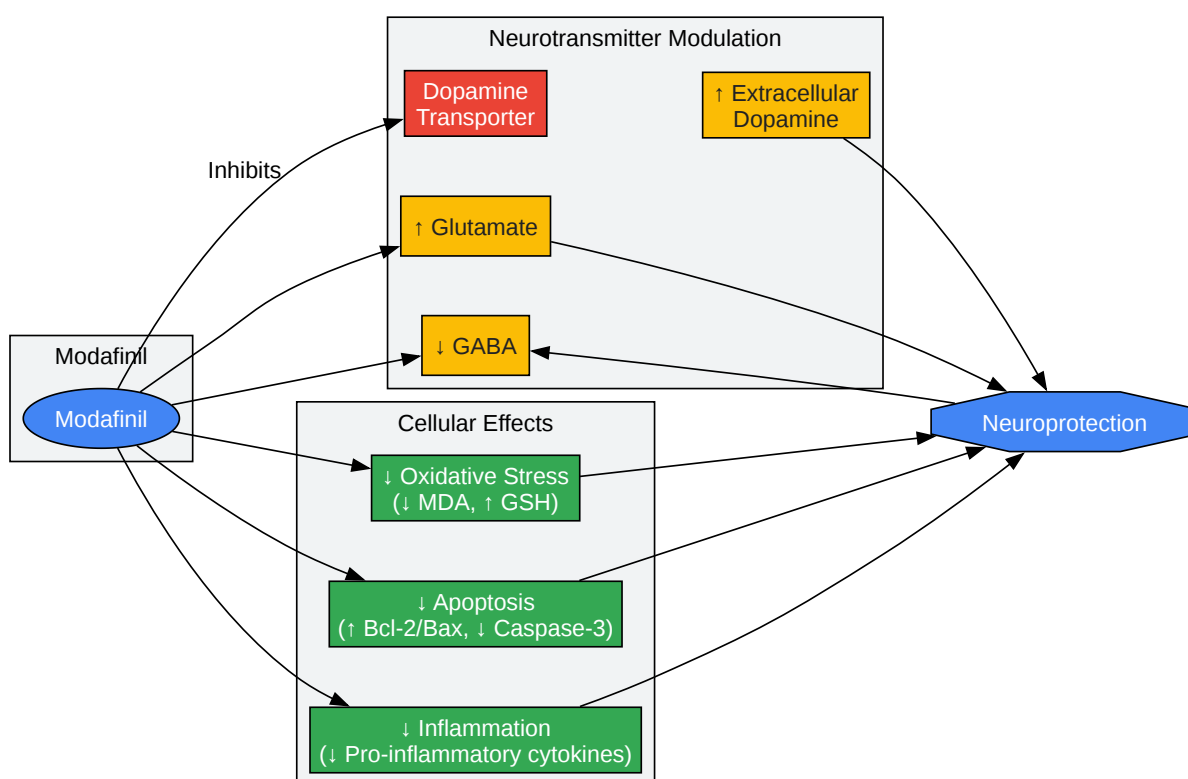 Neurotransmitter Modulation
Dopamine
Transporter
↑ Extracellular
Dopamine
Inhibits
↑ Glutamate
↓ GABA
Modafinil
Modafinil
Neuroprotection
Cellular Effects
↓ Oxidative Stress
(↓ MDA, ↑ GSH)
↓ Apoptosis
(↑ Bcl-2/Bax, ↓ Caspase-3)
↓ Inflammation
(↓ Pro-inflammatory cytokines)